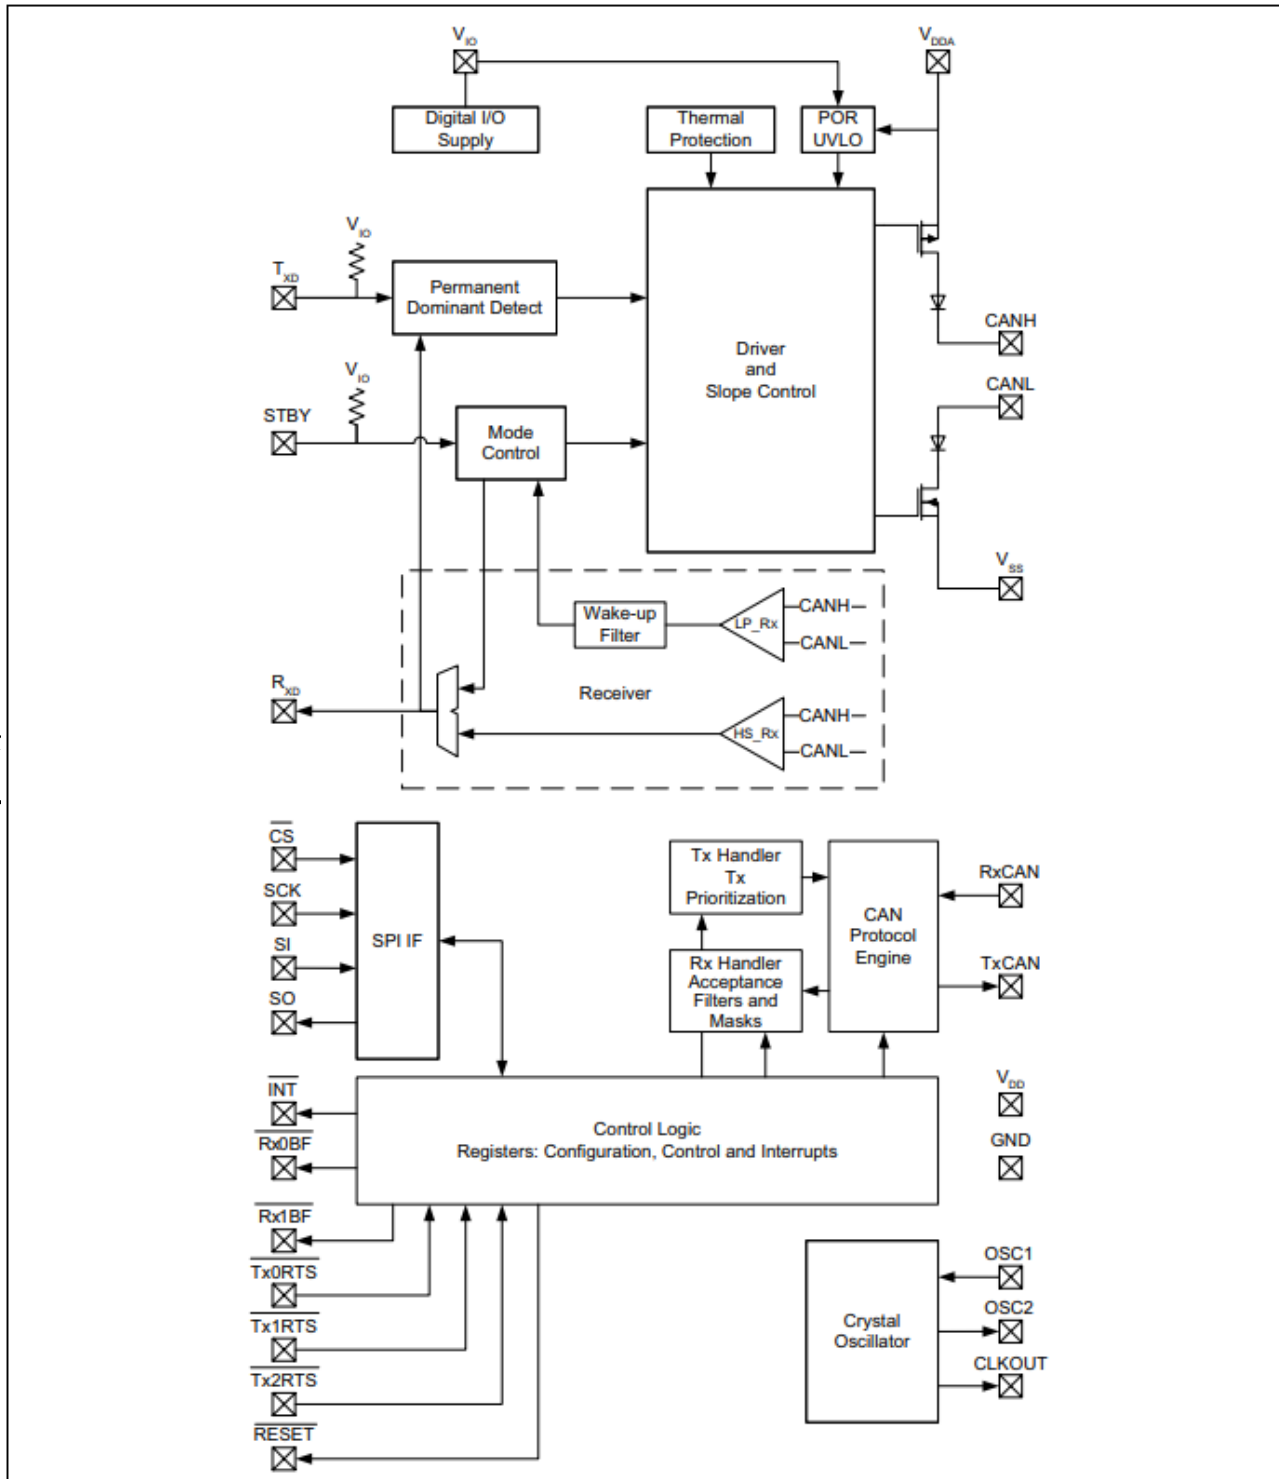 VIO
VDDA
Digital I/O
Supply
Thermal
Protection
POR
UVLO
VIO
TXD
Permanent
Dominant Detect
Driver
and
Slope Control
CANH
VIO
STBY
Mode
Control
CANL
VSS
Wake-up
Filter
LP_Rx
CANH
CANL
RXD
Receiver
HS_Rx
CANH
CANL
CS
SCK
SI
SO
SPI IF
Tx Handler
Tx
Prioritization
Rx Handler
Acceptance
Filters and
Masks
CAN
Protocol
Engine
RxCAN
TxCAN
INT
Rx0BF
Control Logic
Registers: Configuration, Control and Interrupts
VDD
GND
Rx1BF
Tx0RTS
Tx1RTS
Tx2RTS
RESET
Crystal
Oscillator
OSC1
OSC2
CLKOUT